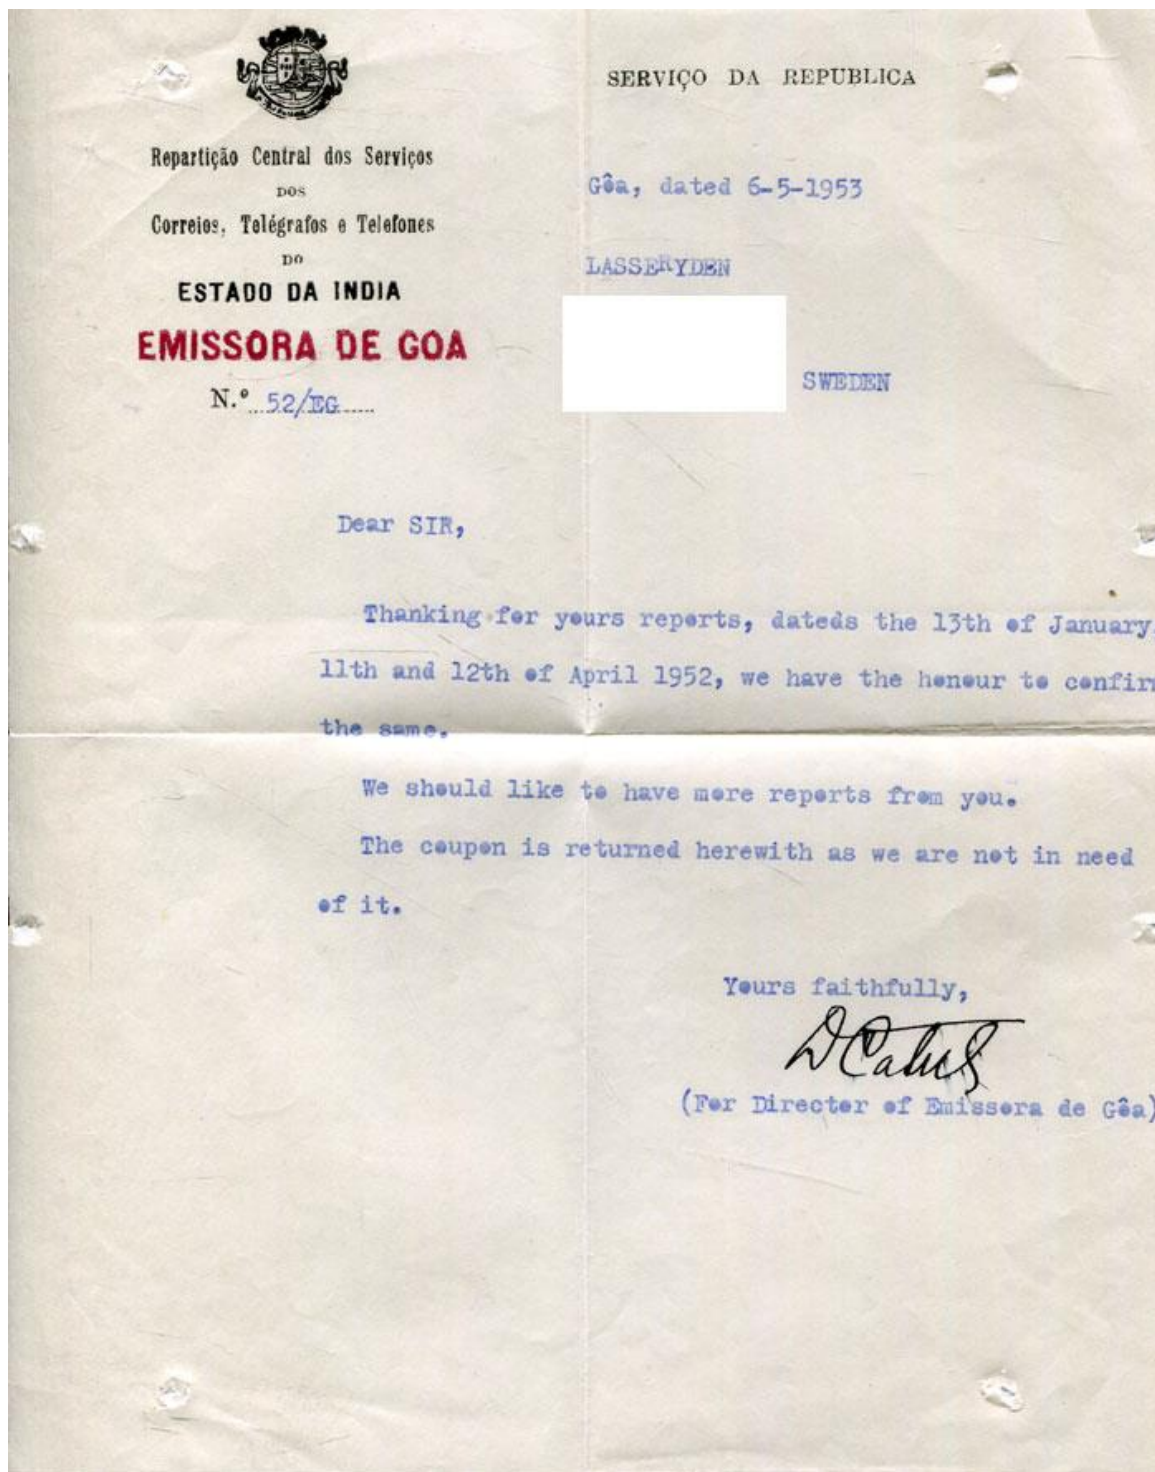 SERVIÇO DA REPUBLICA
Repartição Central dos Serviços
DOS
Correios, Telégrafos e Telefones
DO
ESTADO DA INDIA
EMISSORA DE GOA
N.º 52/EG
Gôa, dated 6-5-1953
LASSERYDEN
SWEDEN
Dear SIR,
Thanking for yours reports, dateds the 13th of January,
11th and 12th of April 1952, we have the honour to confirm
the same.
We should like to have more reports from you.
The coupon is returned herewith as we are not in need
of it.
Yours faithfully,
(For Director of Emissora de Gôa)